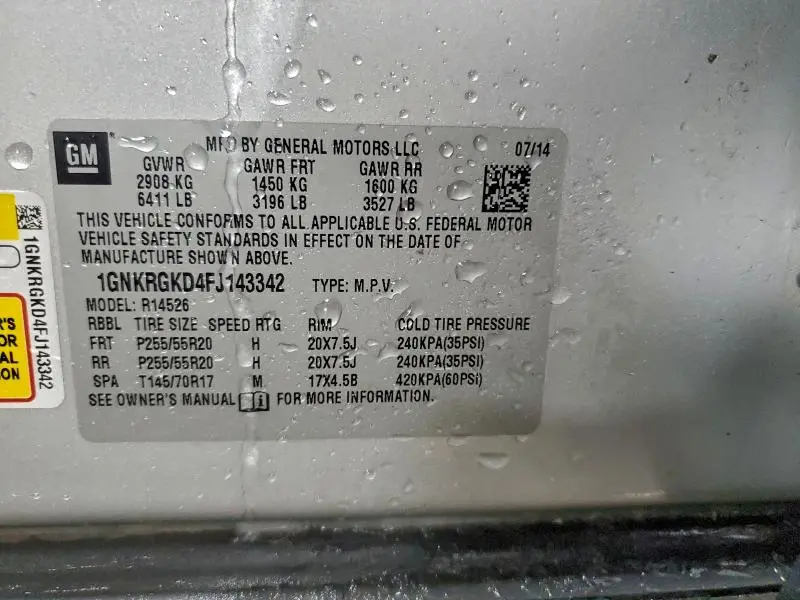 GM
MFD BY GENERAL MOTORS LLC 07/14
GVWR GAWR FRT GAWR RR
2908 KG 1450 KG 1600 KG
6411 LB 3196 LB 3527 LB
THIS VEHICLE CONFORMS TO ALL APPLICABLE U.S. FEDERAL MOTOR
VEHICLE SAFETY STANDARDS IN EFFECT ON THE DATE OF
MANUFACTURE SHOWN ABOVE.
1GNKRGKD4FJ143342 TYPE: M.P.V.
MODEL: R14526
RBBL TIRE SIZE SPEED RTG RIM COLD TIRE PRESSURE
FRT P255/55R20 H 20X7.5J 240KPA(35PSI)
RR P255/55R20 H 20X7.5J 240KPA(35PSI)
SPA T145/70R17 M 17X4.5B 420KPA(60PSI)
SEE OWNER'S MANUAL FOR MORE INFORMATION.
1GNKRGKD4FJ143342
R'S
OR
AL
ON